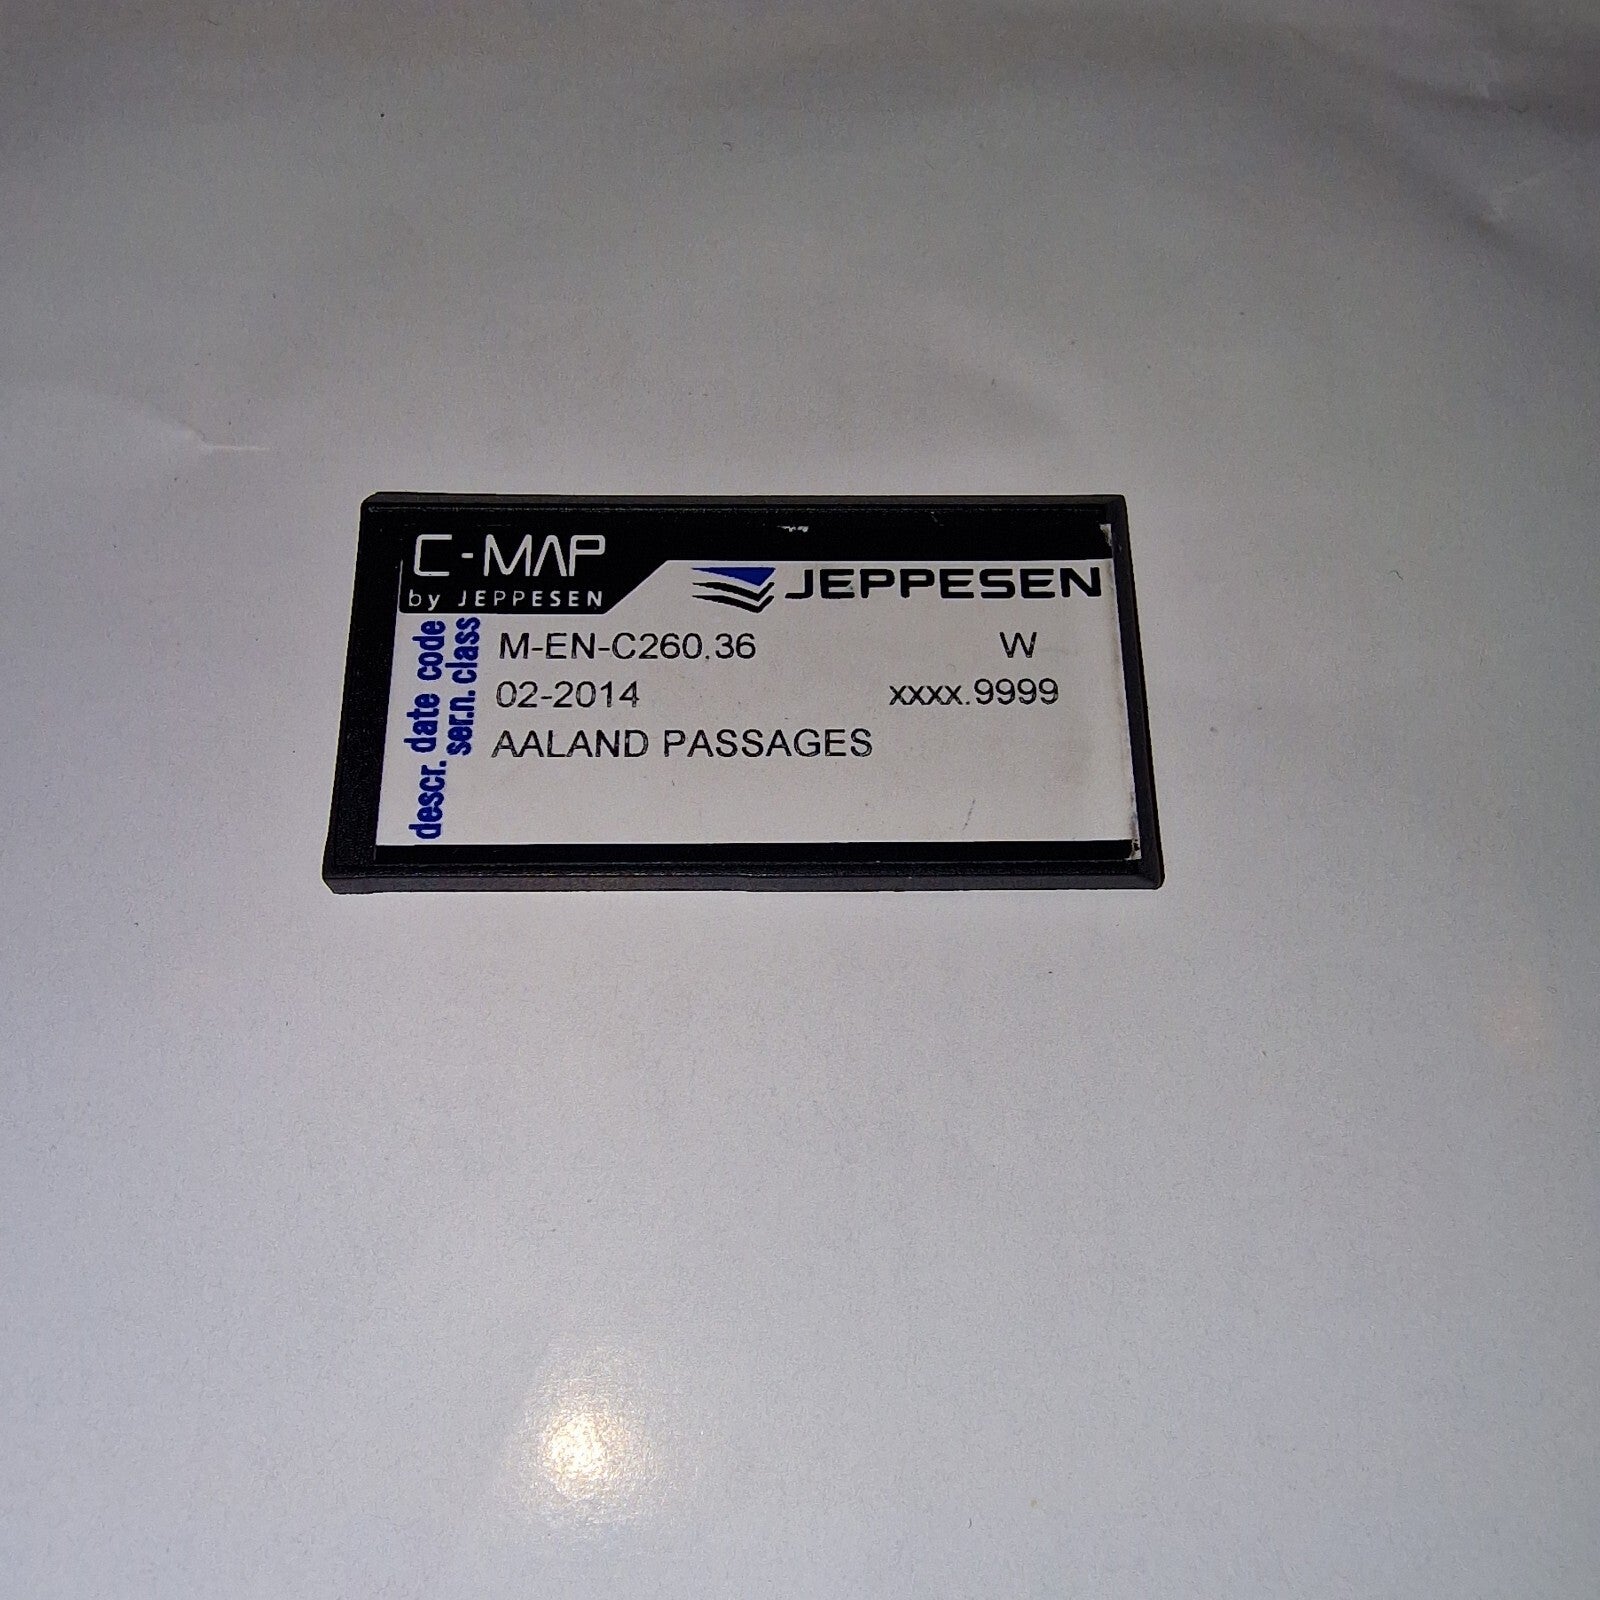 C-MAP
by JEPPESEN
JEPPESEN
descr. date code
ser.n. class
M-EN-C260.36 W
02-2014 xxxx.9999
AALAND PASSAGES